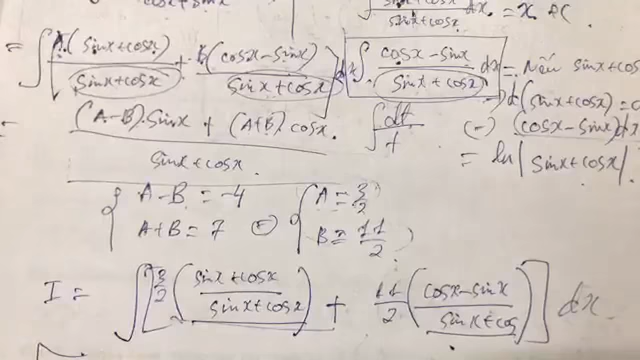 ∫ (sinx+cosx)/(sinx+cosx) dx = x + C
= ∫ [A(sinx+cosx)/(sinx+cosx) + B(cosx-sinx)/(sinx+cosx)] dx
∫ (cosx-sinx)/(sinx+cosx) dx = Nếu sinx+cosx
→ d(sinx+cosx) =
= ((A-B).sinx + (A+B).cosx)/(sinx+cosx)
∫ dt/t
(-) (cosx-sinx)dx
= ln|sinx+cosx|.
{ A-B = -4
A+B = 7
{ A = 3/2
B = 11/2
I = ∫ [3/2 ((sinx+cosx)/(sinx+cosx)) + 11/2 ((cosx-sinx)/(sinx+cos))] dx